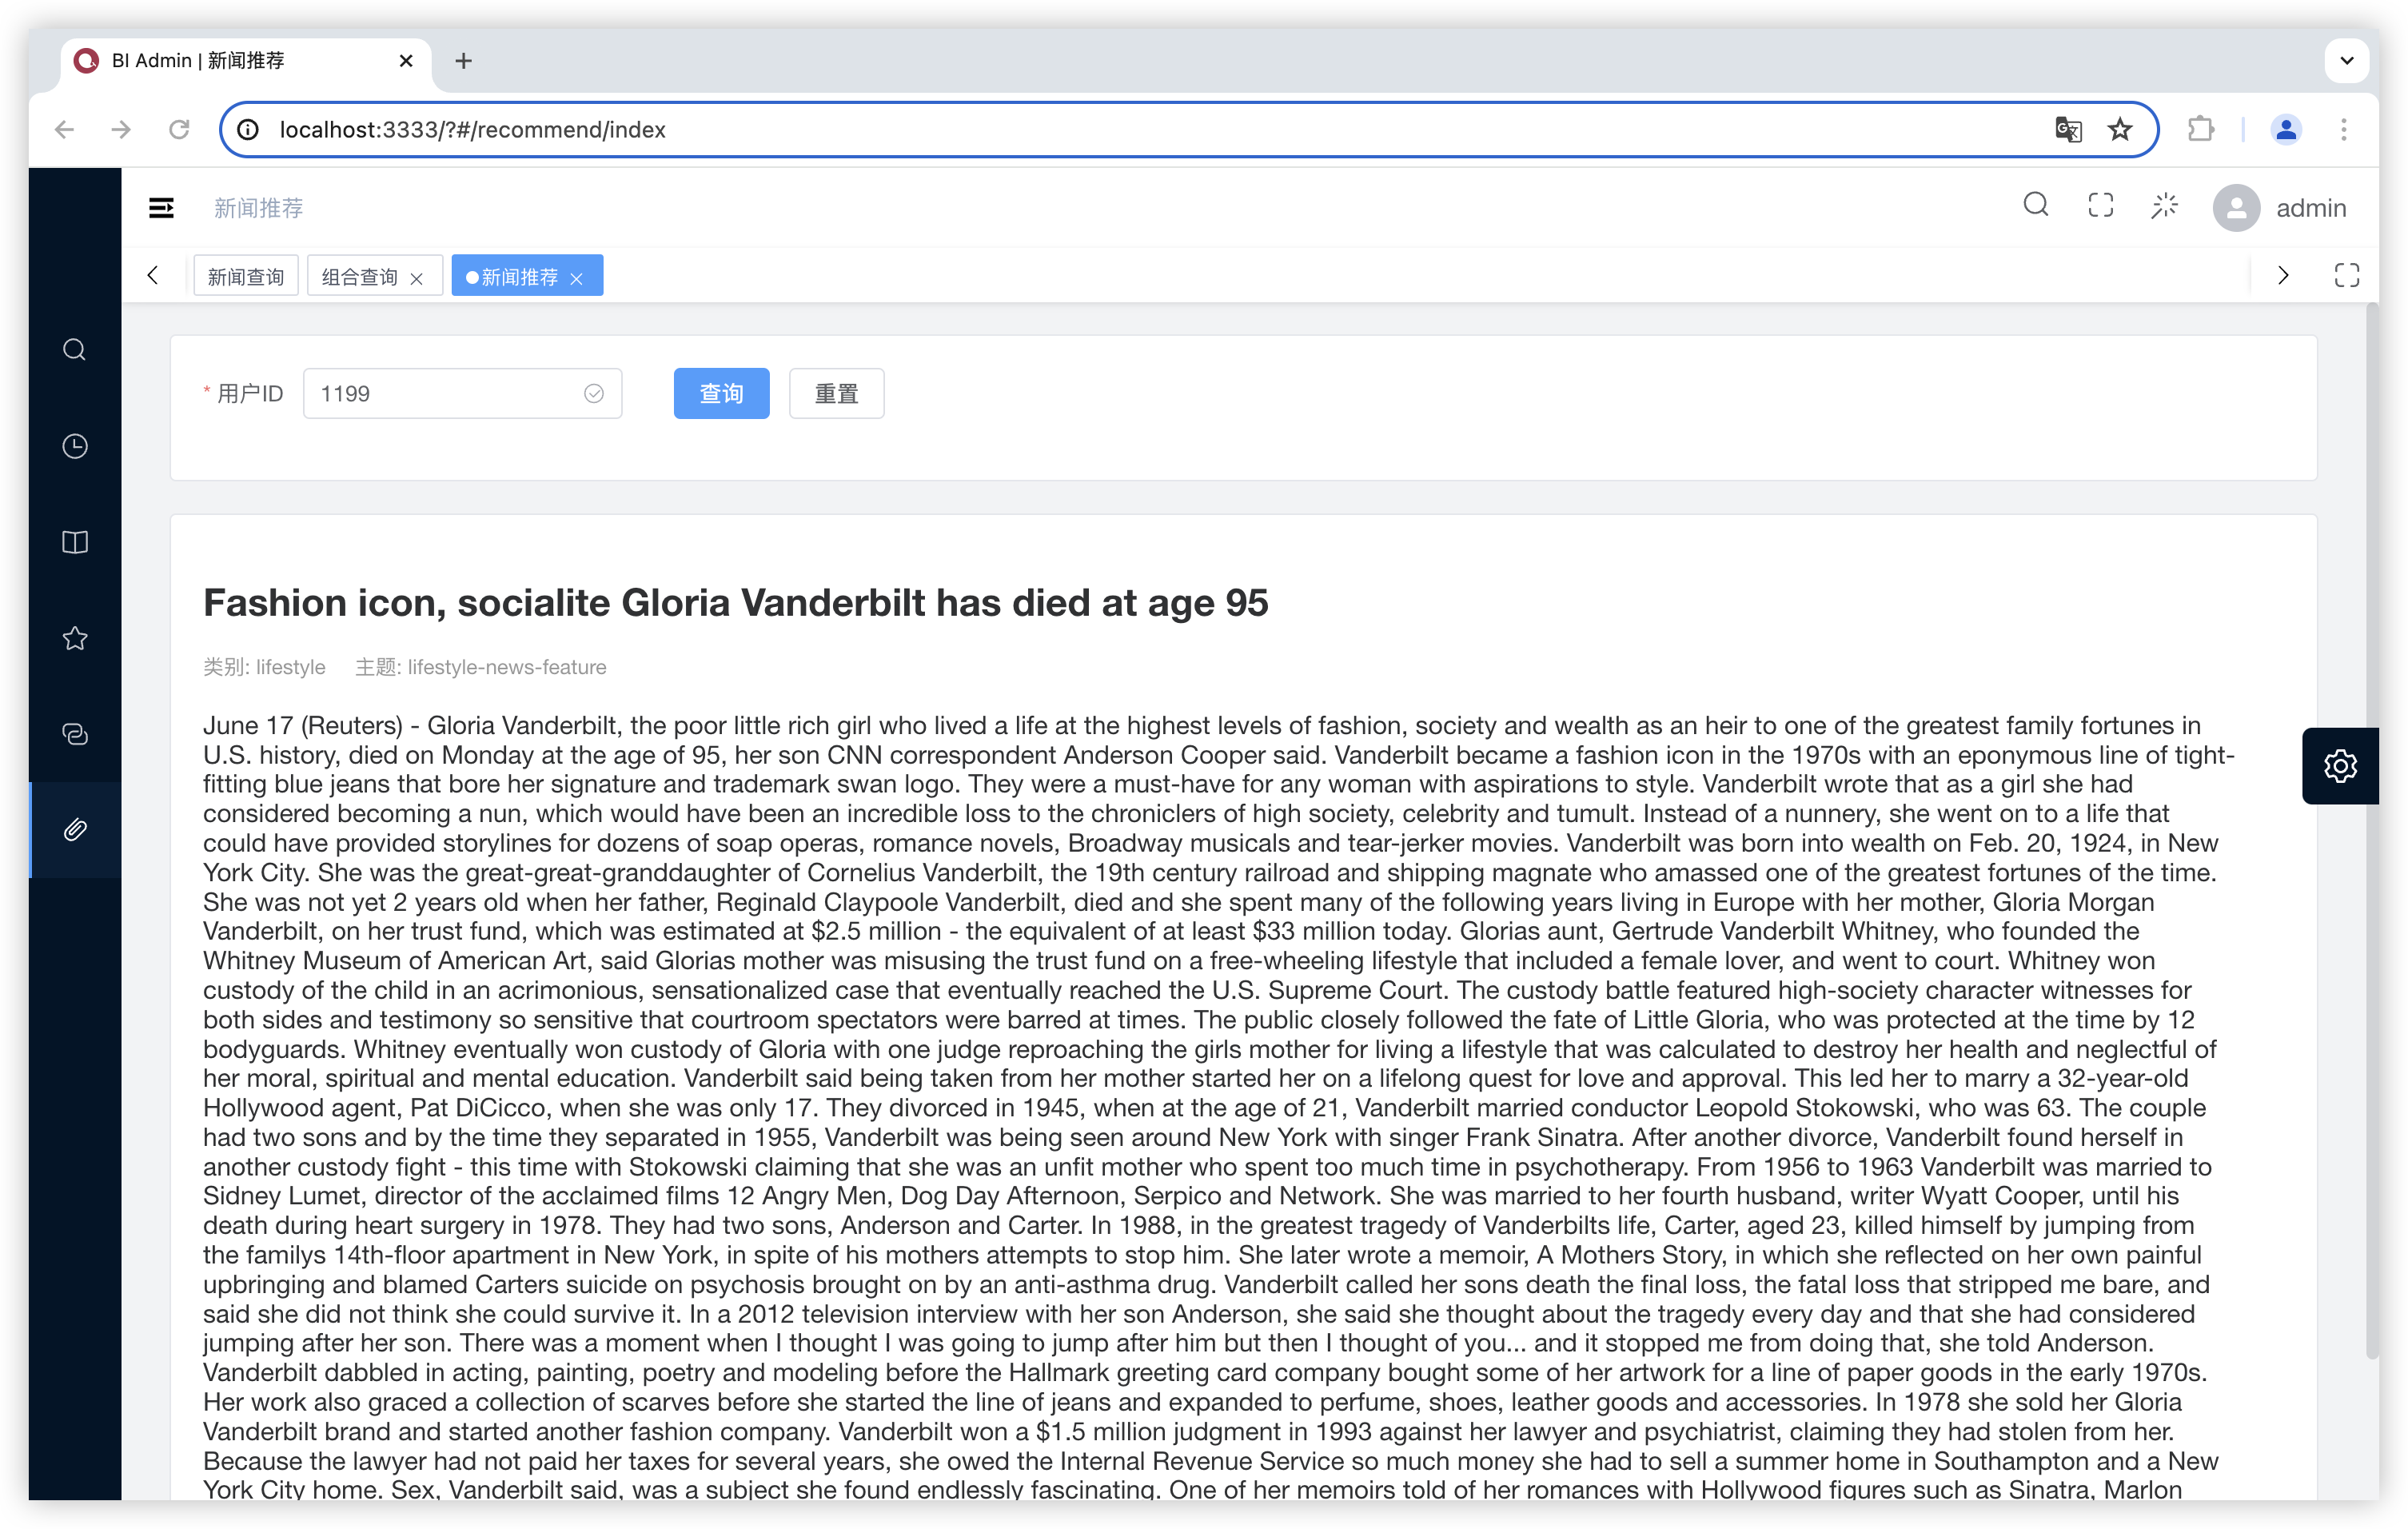 BI Admin | 新闻推荐
localhost:3333/?#/recommend/index
新闻推荐
admin
新闻查询
组合查询
新闻推荐
* 用户ID
1199
查询
重置
Fashion icon, socialite Gloria Vanderbilt has died at age 95
类别: lifestyle 主题: lifestyle-news-feature
June 17 (Reuters) - Gloria Vanderbilt, the poor little rich girl who lived a life at the highest levels of fashion, society and wealth as an heir to one of the greatest family fortunes in
U.S. history, died on Monday at the age of 95, her son CNN correspondent Anderson Cooper said. Vanderbilt became a fashion icon in the 1970s with an eponymous line of tight-
fitting blue jeans that bore her signature and trademark swan logo. They were a must-have for any woman with aspirations to style. Vanderbilt wrote that as a girl she had
considered becoming a nun, which would have been an incredible loss to the chroniclers of high society, celebrity and tumult. Instead of a nunnery, she went on to a life that
could have provided storylines for dozens of soap operas, romance novels, Broadway musicals and tear-jerker movies. Vanderbilt was born into wealth on Feb. 20, 1924, in New
York City. She was the great-great-granddaughter of Cornelius Vanderbilt, the 19th century railroad and shipping magnate who amassed one of the greatest fortunes of the time.
She was not yet 2 years old when her father, Reginald Claypoole Vanderbilt, died and she spent many of the following years living in Europe with her mother, Gloria Morgan
Vanderbilt, on her trust fund, which was estimated at $2.5 million - the equivalent of at least $33 million today. Glorias aunt, Gertrude Vanderbilt Whitney, who founded the
Whitney Museum of American Art, said Glorias mother was misusing the trust fund on a free-wheeling lifestyle that included a female lover, and went to court. Whitney won
custody of the child in an acrimonious, sensationalized case that eventually reached the U.S. Supreme Court. The custody battle featured high-society character witnesses for
both sides and testimony so sensitive that courtroom spectators were barred at times. The public closely followed the fate of Little Gloria, who was protected at the time by 12
bodyguards. Whitney eventually won custody of Gloria with one judge reproaching the girls mother for living a lifestyle that was calculated to destroy her health and neglectful of
her moral, spiritual and mental education. Vanderbilt said being taken from her mother started her on a lifelong quest for love and approval. This led her to marry a 32-year-old
Hollywood agent, Pat DiCicco, when she was only 17. They divorced in 1945, when at the age of 21, Vanderbilt married conductor Leopold Stokowski, who was 63. The couple
had two sons and by the time they separated in 1955, Vanderbilt was being seen around New York with singer Frank Sinatra. After another divorce, Vanderbilt found herself in
another custody fight - this time with Stokowski claiming that she was an unfit mother who spent too much time in psychotherapy. From 1956 to 1963 Vanderbilt was married to
Sidney Lumet, director of the acclaimed films 12 Angry Men, Dog Day Afternoon, Serpico and Network. She was married to her fourth husband, writer Wyatt Cooper, until his
death during heart surgery in 1978. They had two sons, Anderson and Carter. In 1988, in the greatest tragedy of Vanderbilts life, Carter, aged 23, killed himself by jumping from
the familys 14th-floor apartment in New York, in spite of his mothers attempts to stop him. She later wrote a memoir, A Mothers Story, in which she reflected on her own painful
upbringing and blamed Carters suicide on psychosis brought on by an anti-asthma drug. Vanderbilt called her sons death the final loss, the fatal loss that stripped me bare, and
said she did not think she could survive it. In a 2012 television interview with her son Anderson, she said she thought about the tragedy every day and that she had considered
jumping after her son. There was a moment when I thought I was going to jump after him but then I thought of you... and it stopped me from doing that, she told Anderson.
Vanderbilt dabbled in acting, painting, poetry and modeling before the Hallmark greeting card company bought some of her artwork for a line of paper goods in the early 1970s.
Her work also graced a collection of scarves before she started the line of jeans and expanded to perfume, shoes, leather goods and accessories. In 1978 she sold her Gloria
Vanderbilt brand and started another fashion company. Vanderbilt won a $1.5 million judgment in 1993 against her lawyer and psychiatrist, claiming they had stolen from her.
Because the lawyer had not paid her taxes for several years, she owed the Internal Revenue Service so much money she had to sell a summer home in Southampton and a New
York City home. Sex, Vanderbilt said, was a subject she found endlessly fascinating. One of her memoirs told of her romances with Hollywood figures such as Sinatra, Marlon